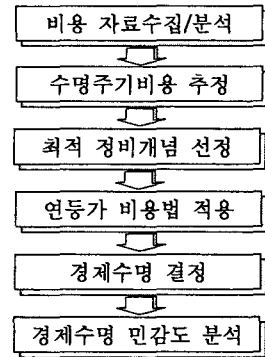 비용 자료수집/분석
수명주기비용 추정
최적 정비개념 선정
연등가 비용법 적용
경제수명 결정
경제수명 민감도 분석